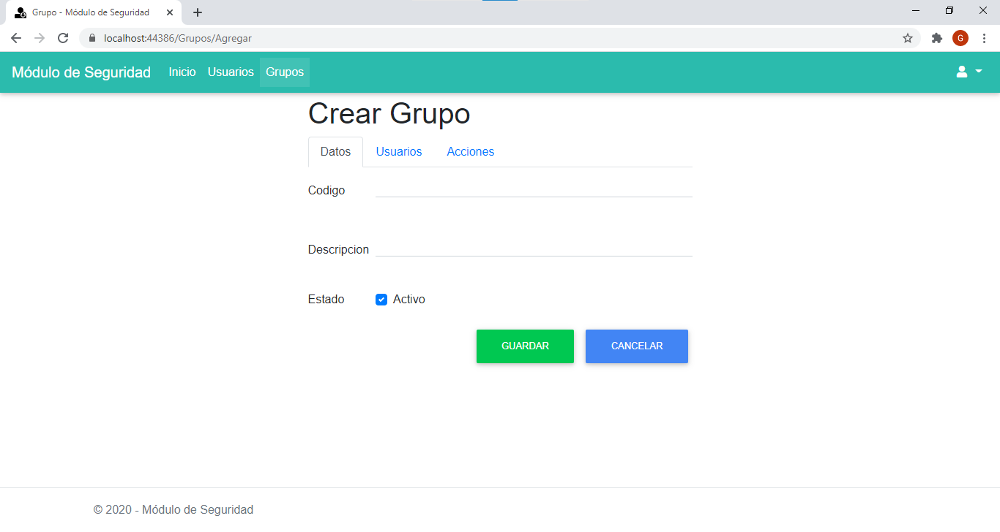 Grupo - Módulo de Seguridad
localhost:44386/Grupos/Agregar
G
Módulo de Seguridad Inicio Usuarios Grupos
Crear Grupo
Datos Usuarios Acciones
Codigo
Descripcion
Estado Activo
GUARDAR CANCELAR
© 2020 - Módulo de Seguridad